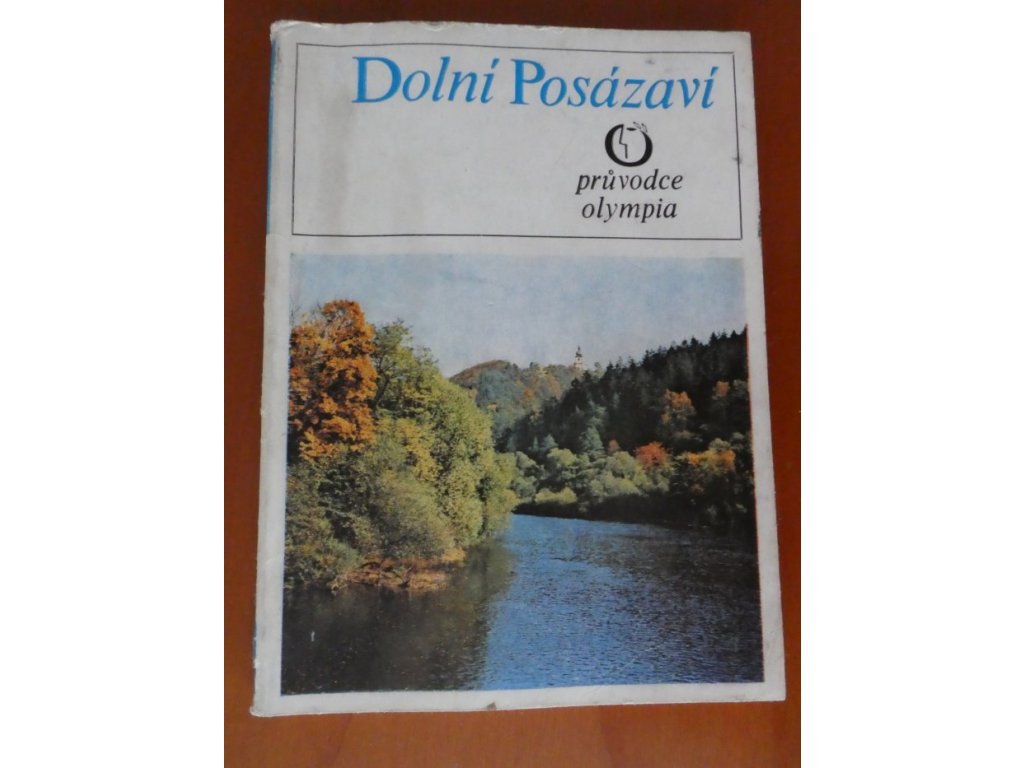 Dolní Posázaví
průvodce
olympia